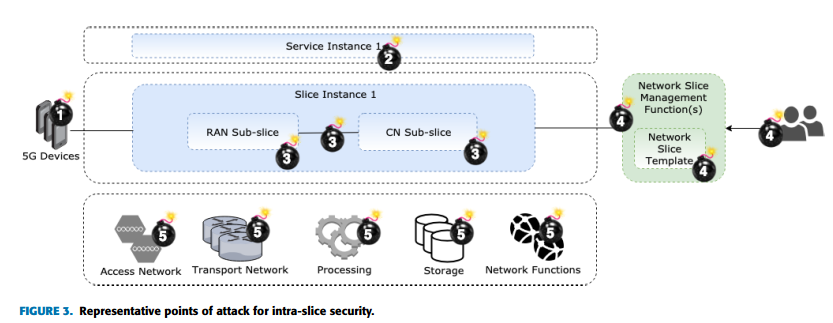 Service Instance 1
2
Slice Instance 1
1
5G Devices
RAN Sub-slice
3
3
CN Sub-slice
3
Network Slice
Management
Function(s)
4
Network
Slice
Template
4
4
5
5
5
5
5
Access Network
Transport Network
Processing
Storage
Network Functions
FIGURE 3. Representative points of attack for intra-slice security.